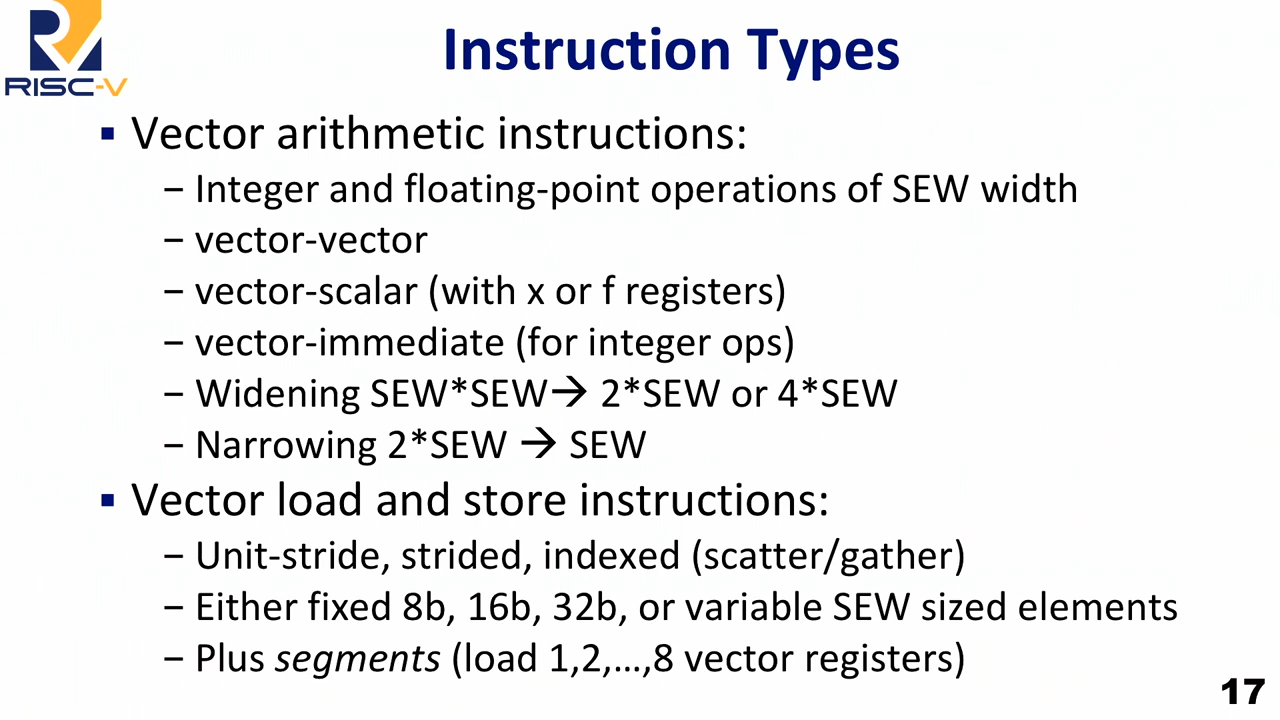 RISC-V
Instruction Types
▪ Vector arithmetic instructions:
– Integer and floating-point operations of SEW width
– vector-vector
– vector-scalar (with x or f registers)
– vector-immediate (for integer ops)
– Widening SEW*SEW→ 2*SEW or 4*SEW
– Narrowing 2*SEW → SEW
▪ Vector load and store instructions:
– Unit-stride, strided, indexed (scatter/gather)
– Either fixed 8b, 16b, 32b, or variable SEW sized elements
– Plus segments (load 1,2,...,8 vector registers)
17